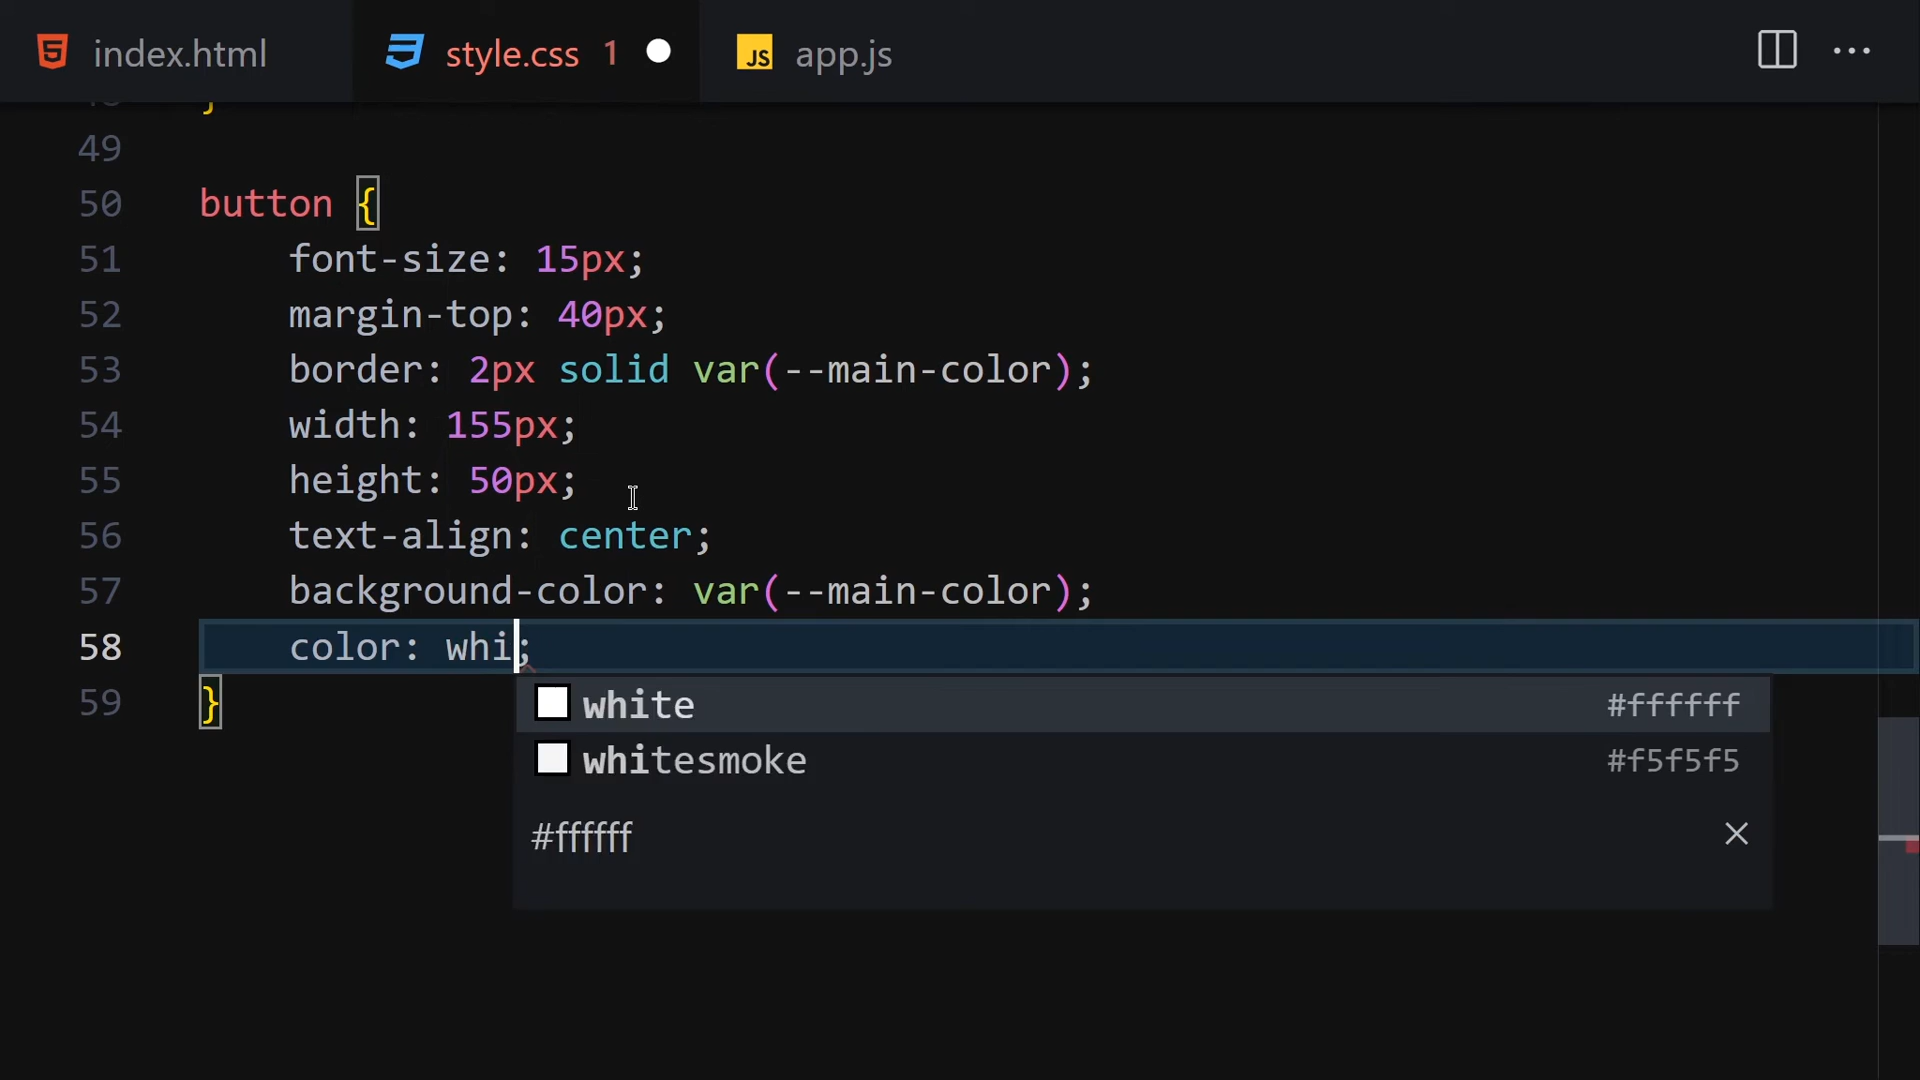 index.html
style.css 1
JS app.js
}
49
50 button {
51 font-size: 15px;
52 margin-top: 40px;
53 border: 2px solid var(--main-color);
54 width: 155px;
55 height: 50px;
56 text-align: center;
57 background-color: var(--main-color);
58 color: whi;
59 }
white #ffffff
whitesmoke #f5f5f5
#ffffff